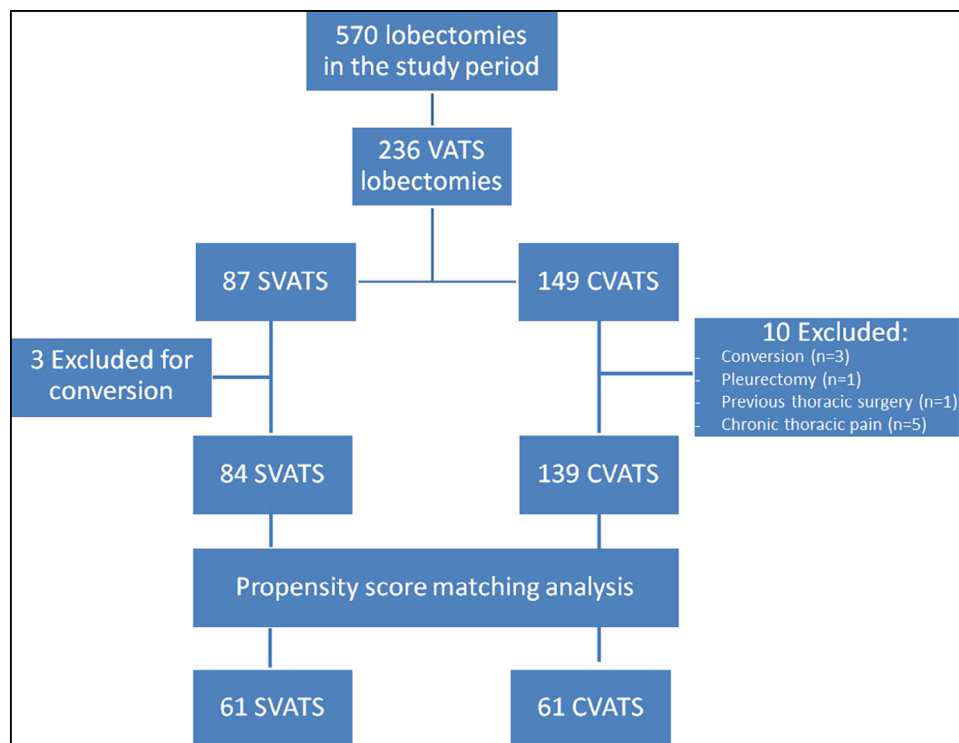 570 lobectomies
in the study period
236 VATS
lobectomies
87 SVATS
149 CVATS
3 Excluded for
conversion
10 Excluded:
- Conversion (n=3)
- Pleurectomy (n=1)
- Previous thoracic surgery (n=1)
- Chronic thoracic pain (n=5)
84 SVATS
139 CVATS
Propensity score matching analysis
61 SVATS
61 CVATS